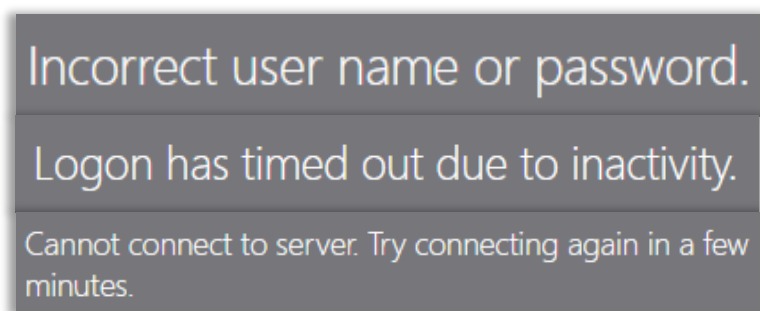 Incorrect user name or password.
Logon has timed out due to inactivity.
Cannot connect to server. Try connecting again in a few
minutes.